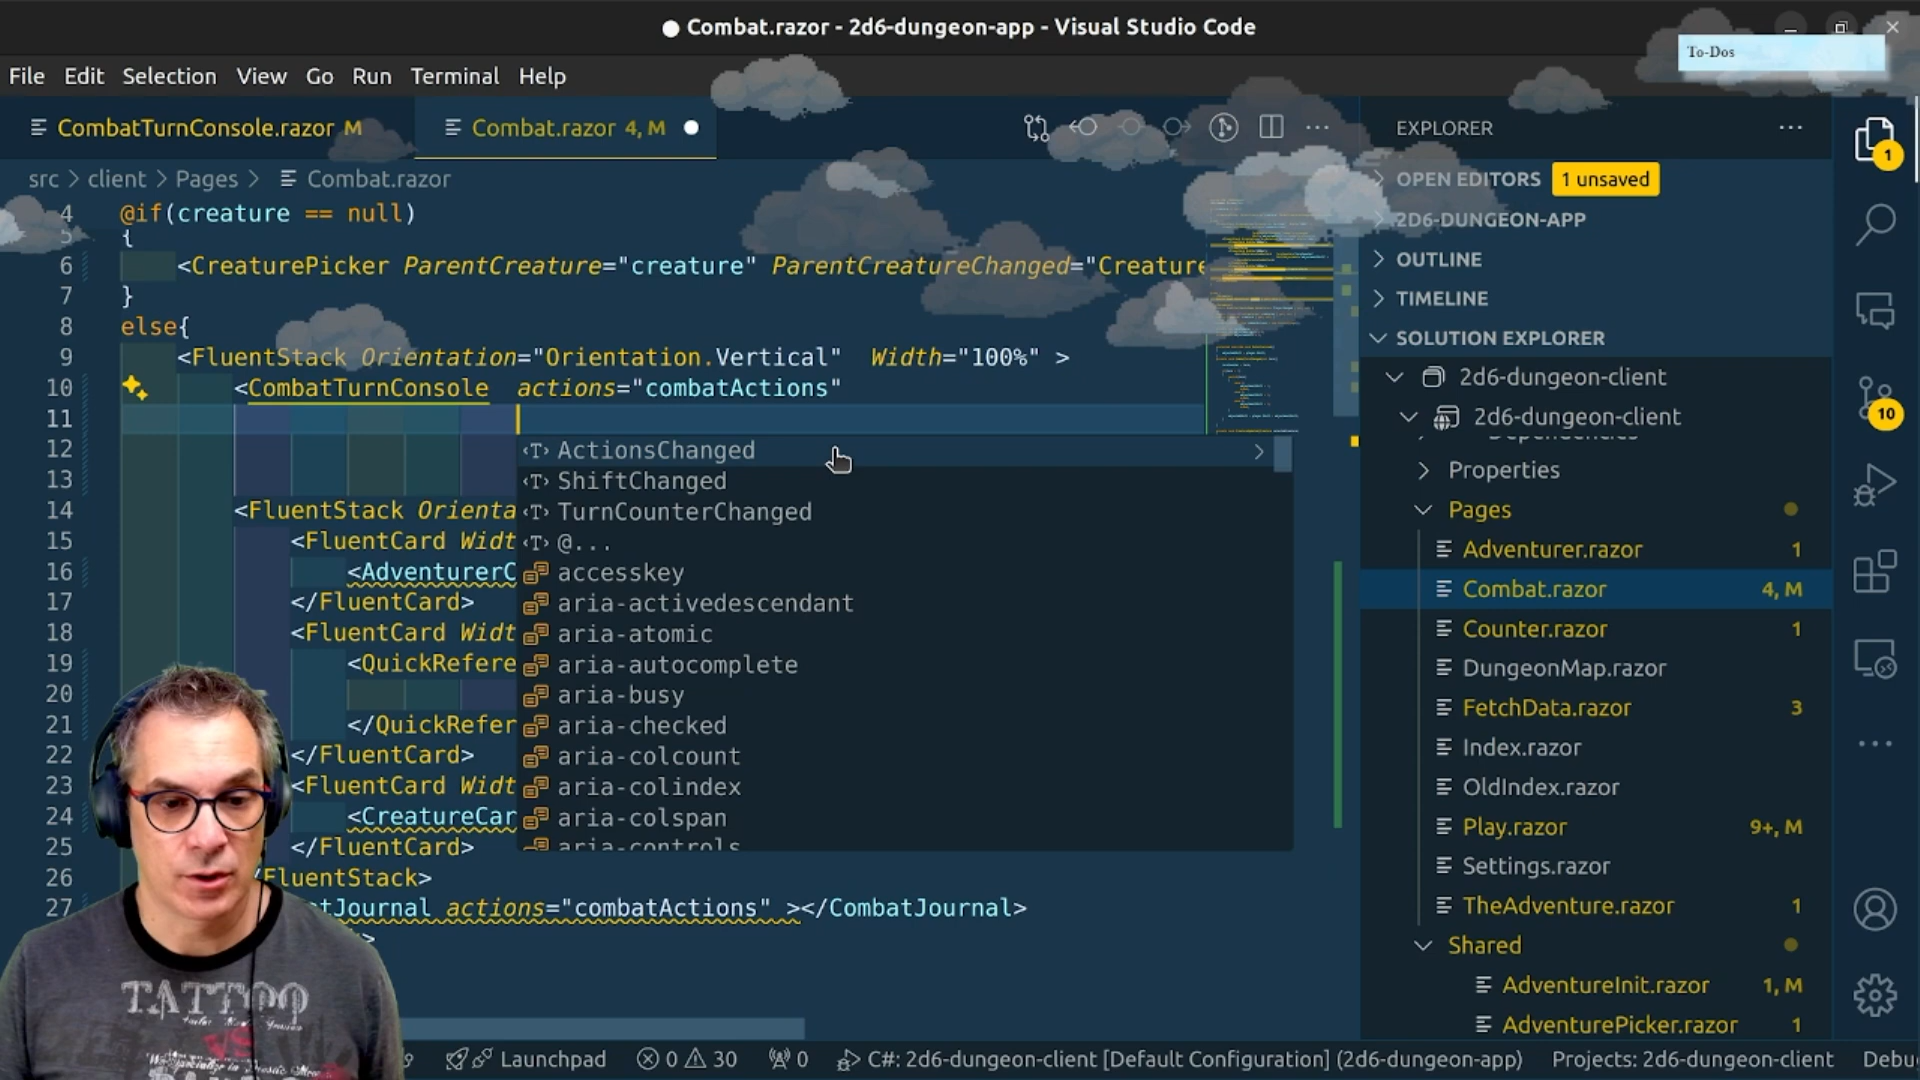 Combat.razor - 2d6-dungeon-app - Visual Studio Code
To-Dos
File Edit Selection View Go Run Terminal Help
CombatTurnConsole.razor M
Combat.razor 4, M
src > client > Pages > Combat.razor
4 @if(creature == null)
5 {
6 <CreaturePicker ParentCreature="creature" ParentCreatureChanged="Creature
7 }
8 else{
9 <FluentStack Orientation="Orientation.Vertical" Width="100%" >
10 <CombatTurnConsole actions="combatActions"
11
12
13
14 <FluentStack Orienta
15 <FluentCard Widt
16 <AdventurerC
17 </FluentCard>
18 <FluentCard Widt
19 <QuickRefere
20
21 </QuickRefer
22 </FluentCard>
23 <FluentCard Widt
24 <CreatureCar
25 </FluentCard>
26 FluentStack>
27 tJournal actions="combatActions" ></CombatJournal>
>
ActionsChanged
ShiftChanged
TurnCounterChanged
@...
accesskey
aria-activedescendant
aria-atomic
aria-autocomplete
aria-busy
aria-checked
aria-colcount
aria-colindex
aria-colspan
aria-controls
EXPLORER
OPEN EDITORS 1 unsaved
2D6-DUNGEON-APP
OUTLINE
TIMELINE
SOLUTION EXPLORER
2d6-dungeon-client
2d6-dungeon-client
Dependencies
Properties
Pages
Adventurer.razor 1
Combat.razor 4, M
Counter.razor 1
DungeonMap.razor
FetchData.razor 3
Index.razor
OldIndex.razor
Play.razor 9+, M
Settings.razor
TheAdventure.razor 1
Shared
AdventureInit.razor 1, M
AdventurePicker.razor 1
1
10
TATTOO
VS
Launchpad 0 30 0 C#: 2d6-dungeon-client [Default Configuration] (2d6-dungeon-app) Projects: 2d6-dungeon-client Debu